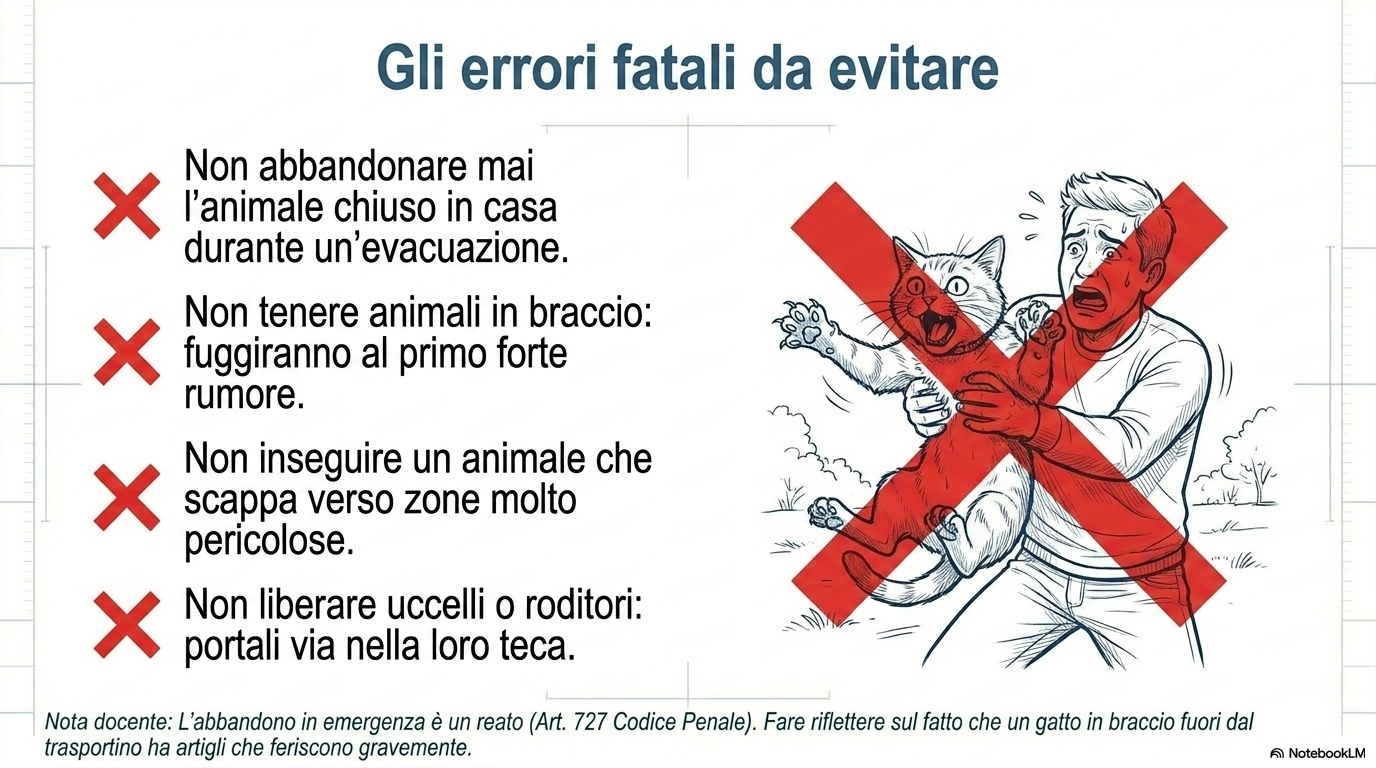 Gli errori fatali da evitare
Non abbandonare mai
l’animale chiuso in casa
durante un’evacuazione.
Non tenere animali in braccio:
fuggiranno al primo forte
rumore.
Non inseguire un animale che
scappa verso zone molto
pericolose.
Non liberare uccelli o roditori:
portali via nella loro teca.
Nota docente: L’abbandono in emergenza è un reato (Art. 727 Codice Penale). Fare riflettere sul fatto che un gatto in braccio fuori dal
trasportino ha artigli che feriscono gravemente.
NotebookLM